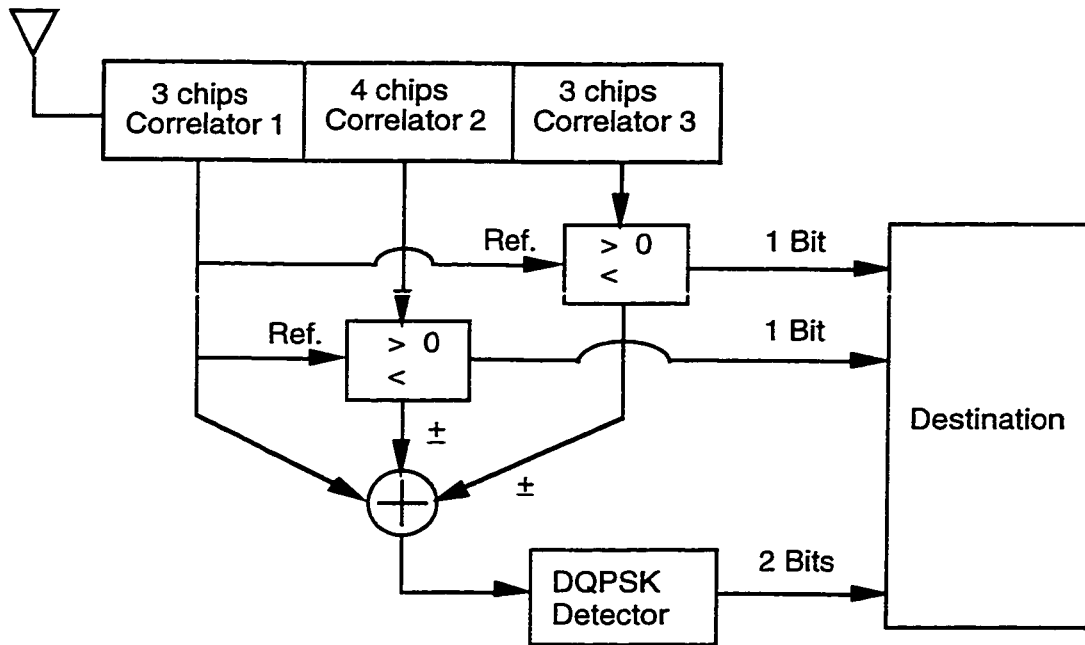 3 chips
Correlator 1
4 chips
Correlator 2
3 chips
Correlator 3
Ref.
> 0
<
1 Bit
Ref.
> 0
<
1 Bit
±
±
Destination
DQPSK
Detector
2 Bits